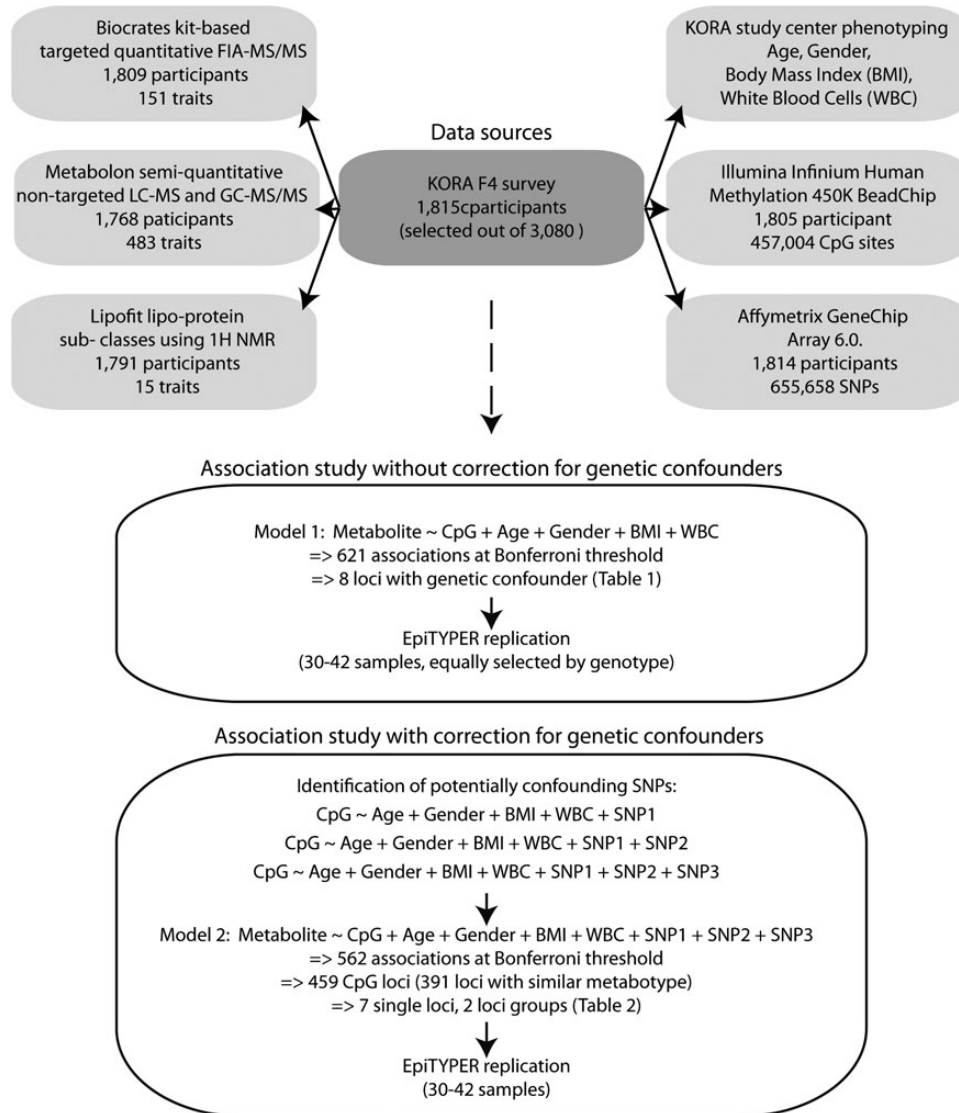 Biocrates kit-based
targeted quantitative FIA-MS/MS
1,809 participants
151 traits
KORA study center phenotyping
Age, Gender,
Body Mass Index (BMI),
White Blood Cells (WBC)
Data sources
Metabolon semi-quantitative
non-targeted LC-MS and GC-MS/MS
1,768 paticipants
483 traits
KORA F4 survey
1,815cparticipants
(selected out of 3,080 )
Illumina Infinium Human
Methylation 450K BeadChip
1,805 participant
457,004 CpG sites
Lipofit lipo-protein
sub- classes using 1H NMR
1,791 participants
15 traits
Affymetrix GeneChip
Array 6.0.
1,814 participants
655,658 SNPs
Association study without correction for genetic confounders
Model 1: Metabolite ~ CpG + Age + Gender + BMI + WBC
=> 621 associations at Bonferroni threshold
=> 8 loci with genetic confounder (Table 1)
EpiTYPER replication
(30-42 samples, equally selected by genotype)
Association study with correction for genetic confounders
Identification of potentially confounding SNPs:
CpG ~ Age + Gender + BMI + WBC + SNP1
CpG ~ Age + Gender + BMI + WBC + SNP1 + SNP2
CpG ~ Age + Gender + BMI + WBC + SNP1 + SNP2 + SNP3
Model 2: Metabolite ~ CpG + Age + Gender + BMI + WBC + SNP1 + SNP2 + SNP3
=> 562 associations at Bonferroni threshold
=> 459 CpG loci (391 loci with similar metabotype)
=> 7 single loci, 2 loci groups (Table 2)
EpiTYPER replication
(30-42 samples)